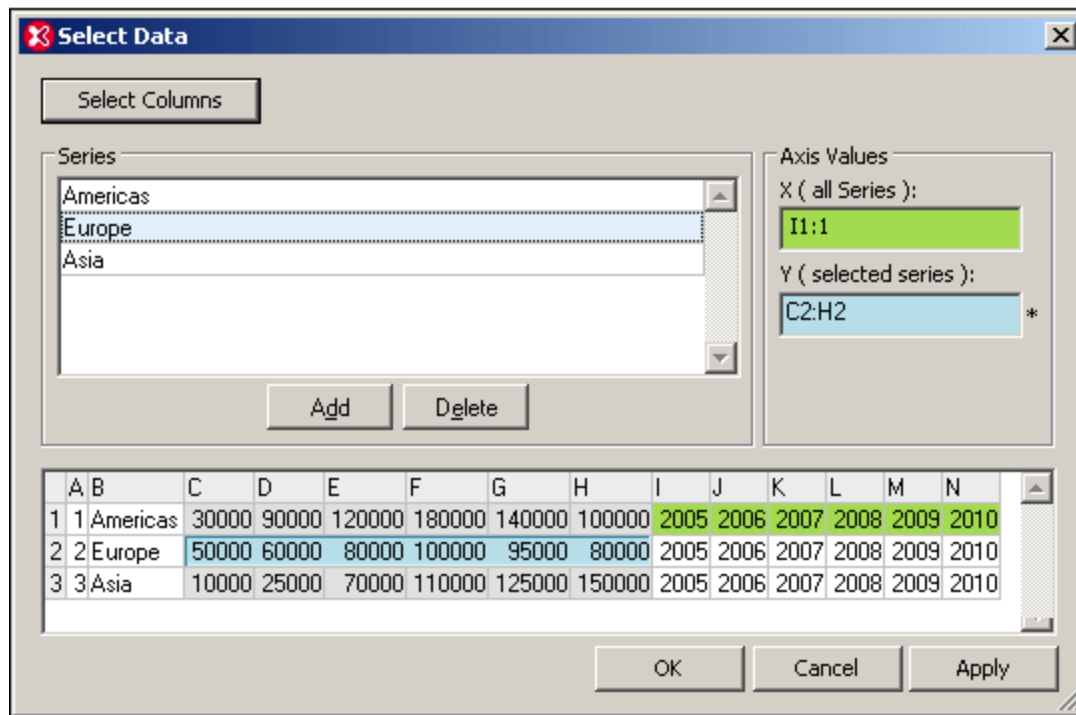 Select Data
Select Columns
Series
Americas
Europe
Asia
Add Delete
Axis Values
X ( all Series ):
I1:1
Y ( selected series ):
C2:H2 *
A B C D E F G H I J K L M N
1 1 Americas 30000 90000 120000 180000 140000 100000 2005 2006 2007 2008 2009 2010
2 2 Europe 50000 60000 80000 100000 95000 80000 2005 2006 2007 2008 2009 2010
3 3 Asia 10000 25000 70000 110000 125000 150000 2005 2006 2007 2008 2009 2010
OK Cancel Apply